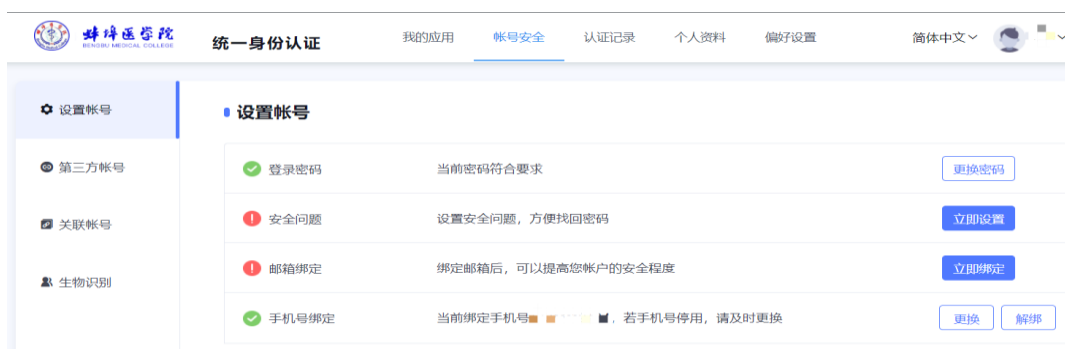 蚌埠医学院
BENGBU MEDICAL COLLEGE
统一身份认证 我的应用 帐号安全 认证记录 个人资料 偏好设置 简体中文
设置帐号
设置帐号
第三方帐号
关联帐号
生物识别
登录密码 当前密码符合要求 更换密码
安全问题 设置安全问题，方便找回密码 立即设置
邮箱绑定 绑定邮箱后，可以提高您帐户的安全程度 立即绑定
手机号绑定 当前绑定手机号 ，若手机号停用，请及时更换 更换 解绑